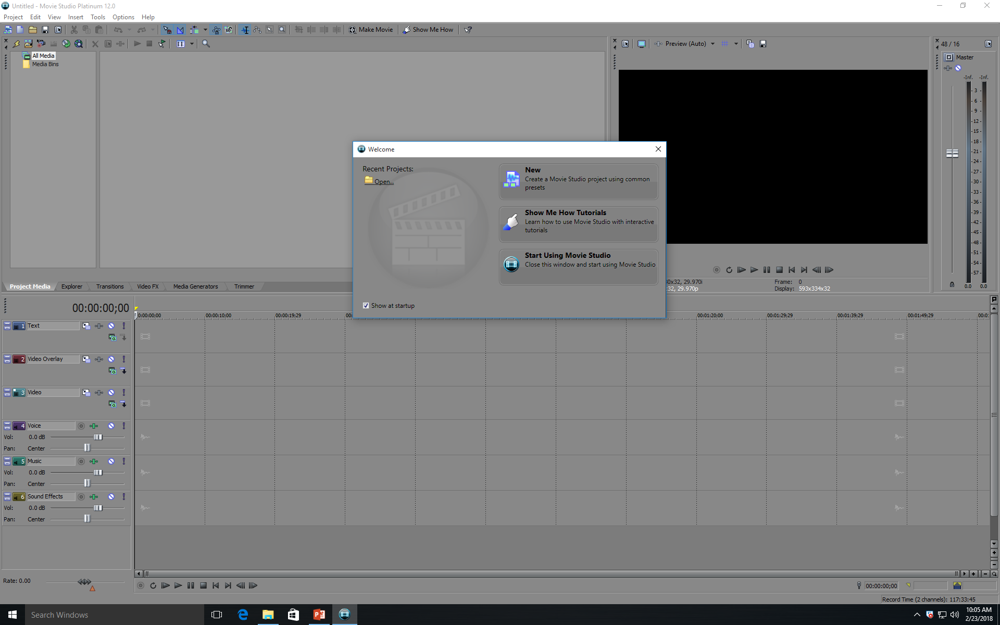 Untitled - Movie Studio Platinum 12.0
Project Edit View Insert Tools Options Help
Make Movie Show Me How
Preview (Auto)
48 / 16
All Media
Media Bins
Master
-Inf. -Inf.
3
6
9
12
15
18
21
24
27
30
33
36
39
42
45
48
51
54
57
0.0 0.0
Welcome
Recent Projects:
Open...
New
Create a Movie Studio project using common
presets
Show Me How Tutorials
Learn how to use Movie Studio with interactive
tutorials
Start Using Movie Studio
Close this window and start using Movie Studio
Show at startup
0x32, 29.970i
:32, 29.970p
Frame: 0
Display: 593x334x32
Project Media Explorer Transitions Video FX Media Generators Trimmer
00:00:00;00
0:00:00;00 00:00:10;00 00:00:19;29 00: 00:01:20;00 00:01:29;29 00:01:39;29 00:01:49;29 00:0
1 Text
2 Video Overlay
3 Video
4 Voice
Vol: 0.0 dB
Pan: Center
5 Music
Vol: 0.0 dB
Pan: Center
6 Sound Effects
Vol: 0.0 dB
Pan: Center
Rate: 0.00
00:00:00;00
Record Time (2 channels): 117:33:45
Search Windows
10:05 AM
2/23/2018